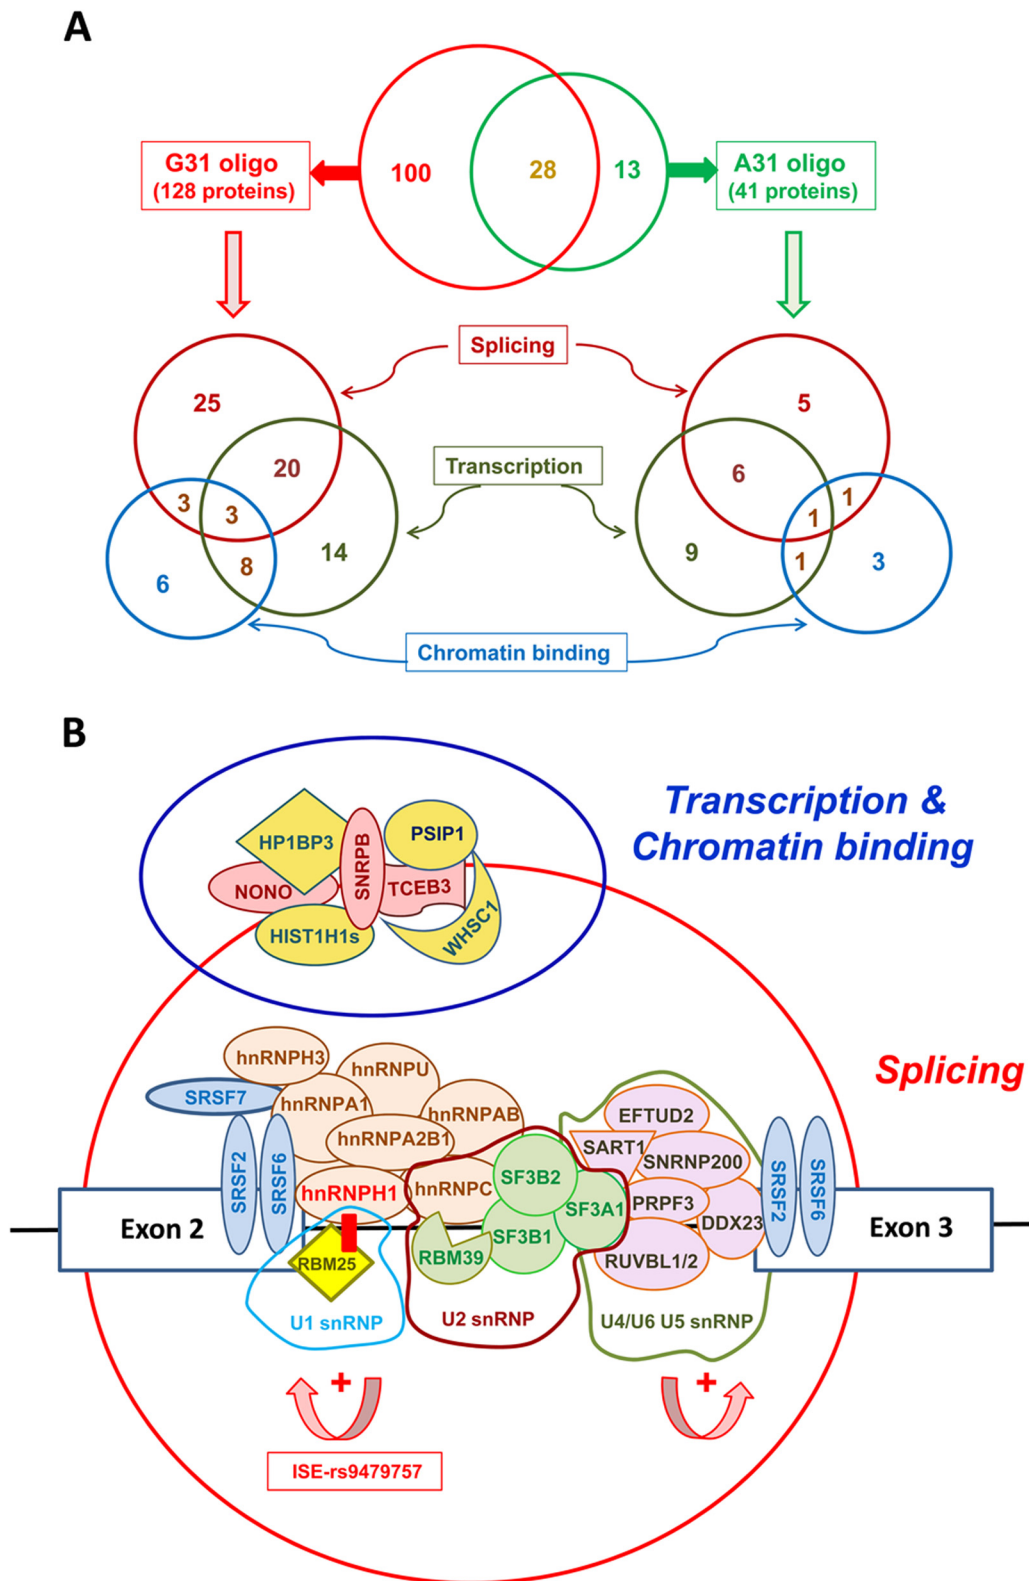 A
G31 oligo
(128 proteins)
100
28
13
A31 oligo
(41 proteins)
Splicing
25
20
3
3
8
14
6
Transcription
5
6
1
1
1
9
3
Chromatin binding
B
Transcription &
Chromatin binding
HP1BP3
SNRPB
PSIP1
NONO
TCEB3
HIST1H1s
WHSC1
Splicing
hnRNPH3
hnRNPU
SRSF7
hnRNPA1
hnRNPAB
hnRNPA2B1
EFTUD2
SART1
SNRNP200
SRSF2
SRSF6
hnRNPH1
hnRNPC
SF3B2
SF3A1
PRPF3
DDX23
SRSF2
SRSF6
Exon 2
SF3B1
Exon 3
RBM25
RBM39
RUVBL1/2
U1 snRNP
U2 snRNP
U4/U6 U5 snRNP
+
+
ISE-rs9479757